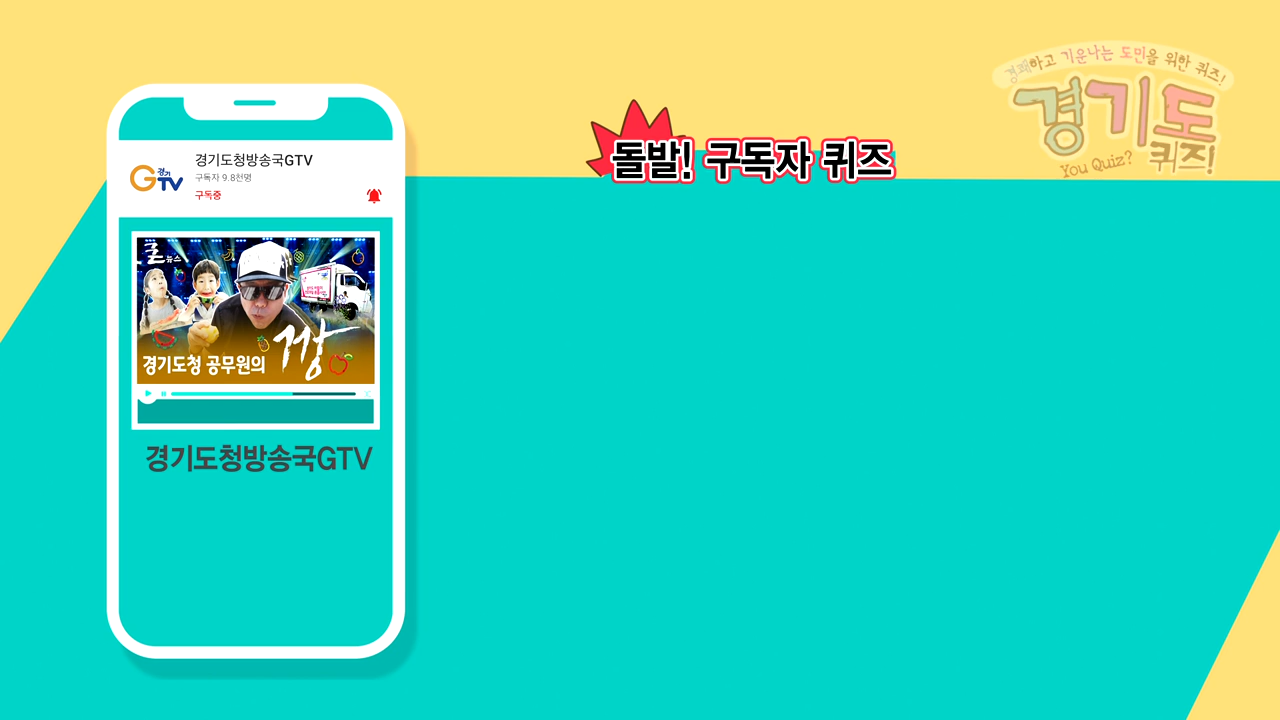 경쾌하고 기운나는 도민을 위한 퀴즈!
경기도
You Quiz? 퀴즈!
돌발! 구독자 퀴즈
경기 GTV
경기도청방송국GTV
구독자 9.8천명
구독중
쿨뉴스
경기도청 공무원의 깡
경기도청방송국GTV